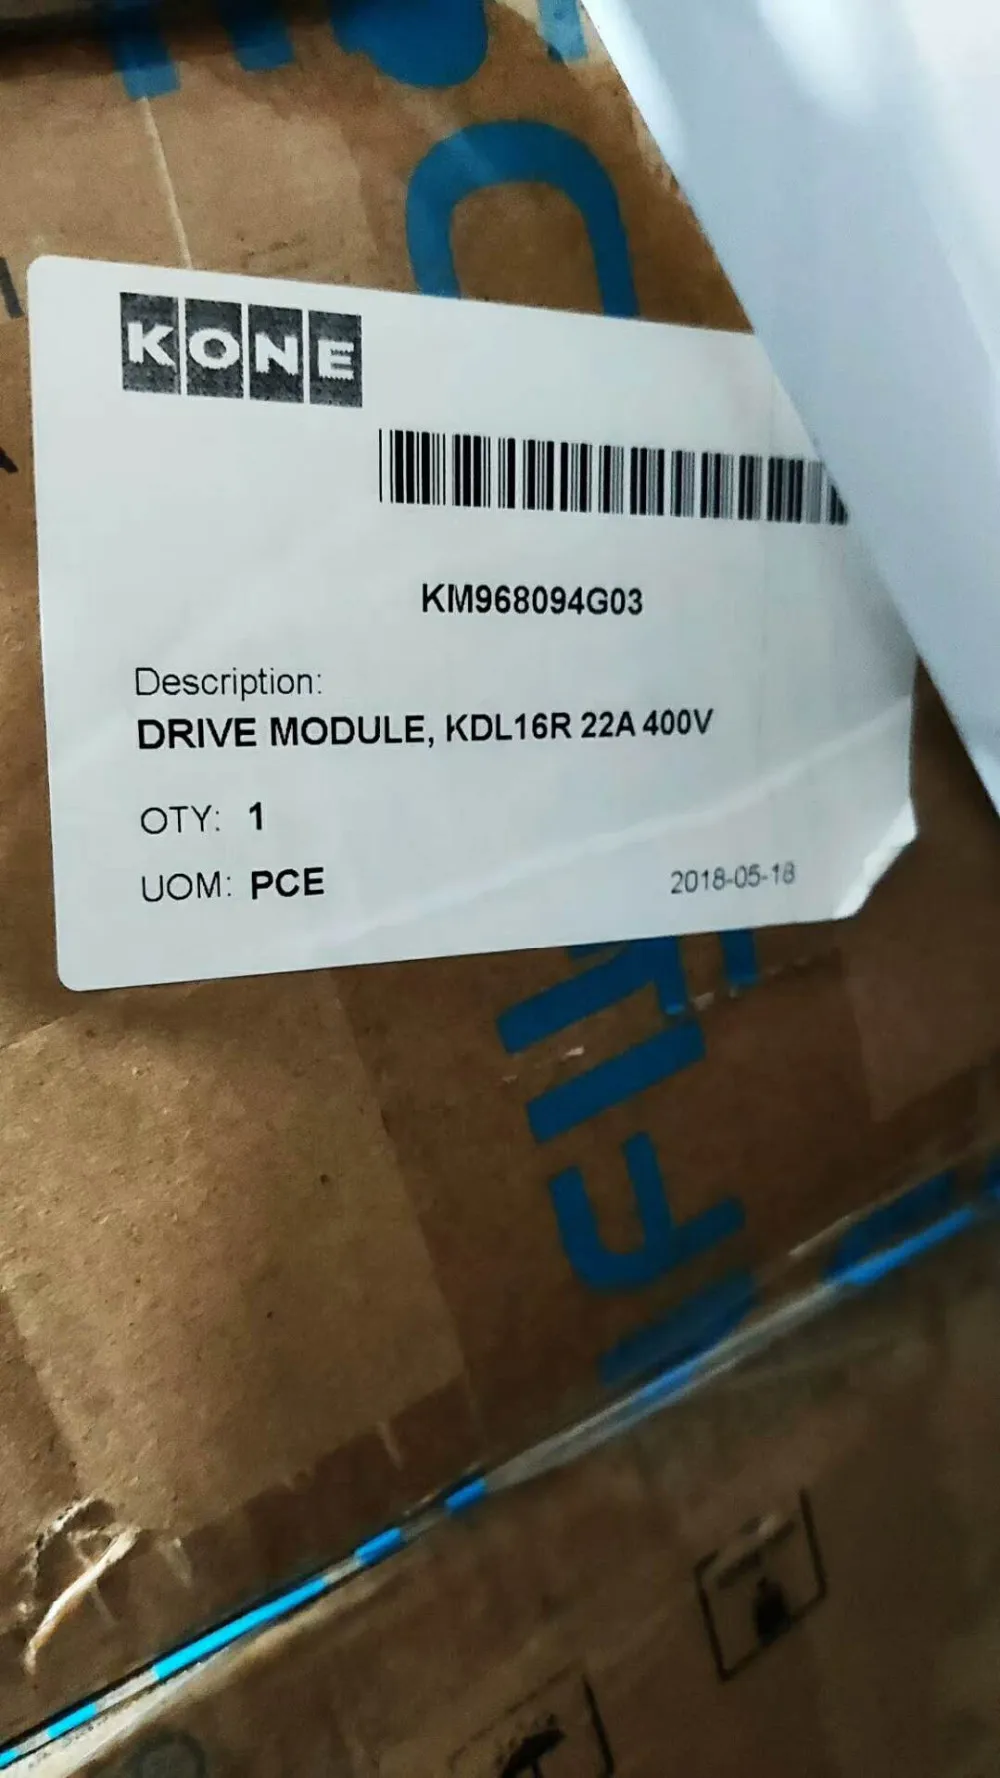 KONE
KM968094G03
Description:
DRIVE MODULE, KDL16R 22A 400V
QTY: 1
UOM: PCE
2018-05-18